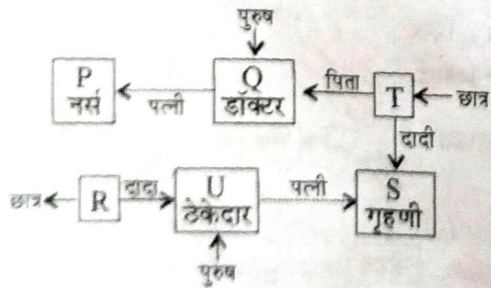 पुरुष
P
नर्स
पत्नी
Q
डॉक्टर
पिता
T
छात्र
दादी
छात्र
R
दादा
U
ठेकेदार
पत्नी
S
गृहणी
पुरुष